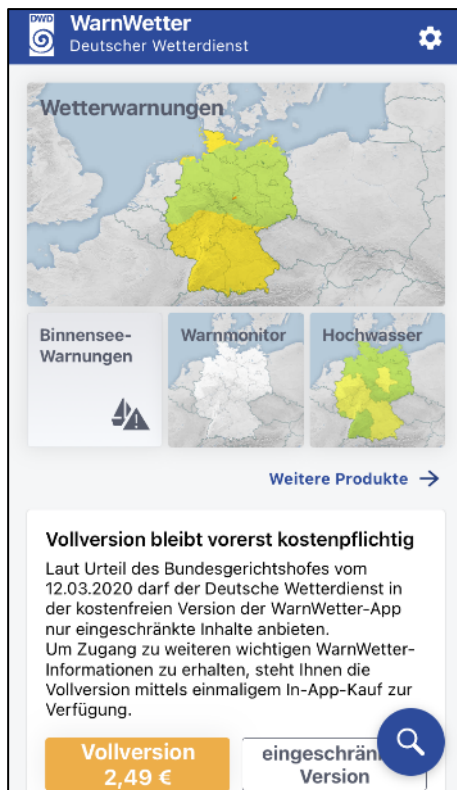 DWD
WarnWetter
Deutscher Wetterdienst
Wetterwarnungen
Binnensee-
Warnungen
Warnmonitor
Hochwasser
Weitere Produkte →
Vollversion bleibt vorerst kostenpflichtig
Laut Urteil des Bundesgerichtshofes vom
12.03.2020 darf der Deutsche Wetterdienst in
der kostenfreien Version der WarnWetter-App
nur eingeschränkte Inhalte anbieten.
Um Zugang zu weiteren wichtigen WarnWetter-
Informationen zu erhalten, steht Ihnen die
Vollversion mittels einmaligem In-App-Kauf zur
Verfügung.
Vollversion
2,49 €
eingeschrän
Version